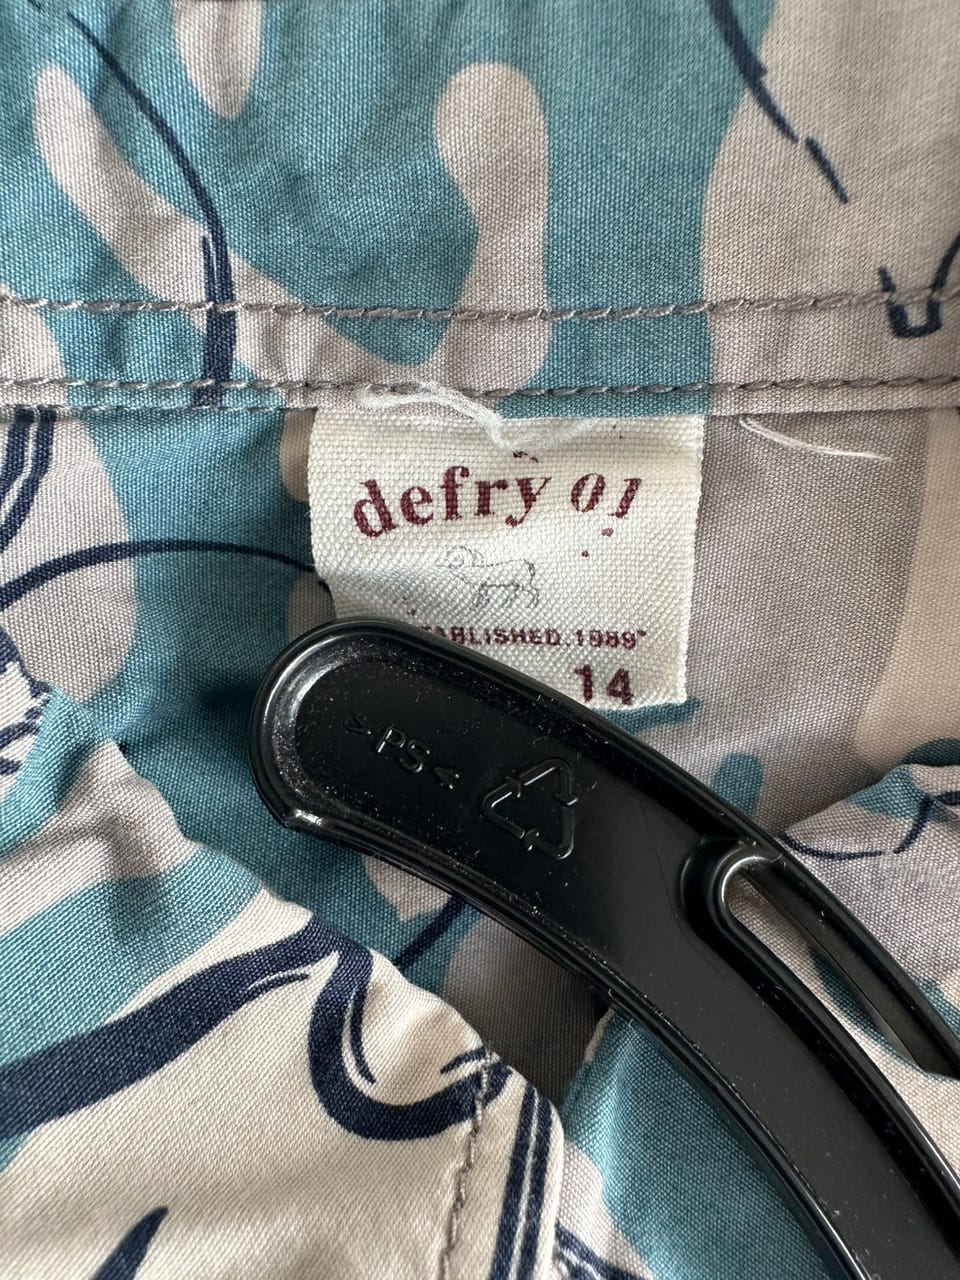 defry 01
ESTABLISHED.1989"
14
>PS<